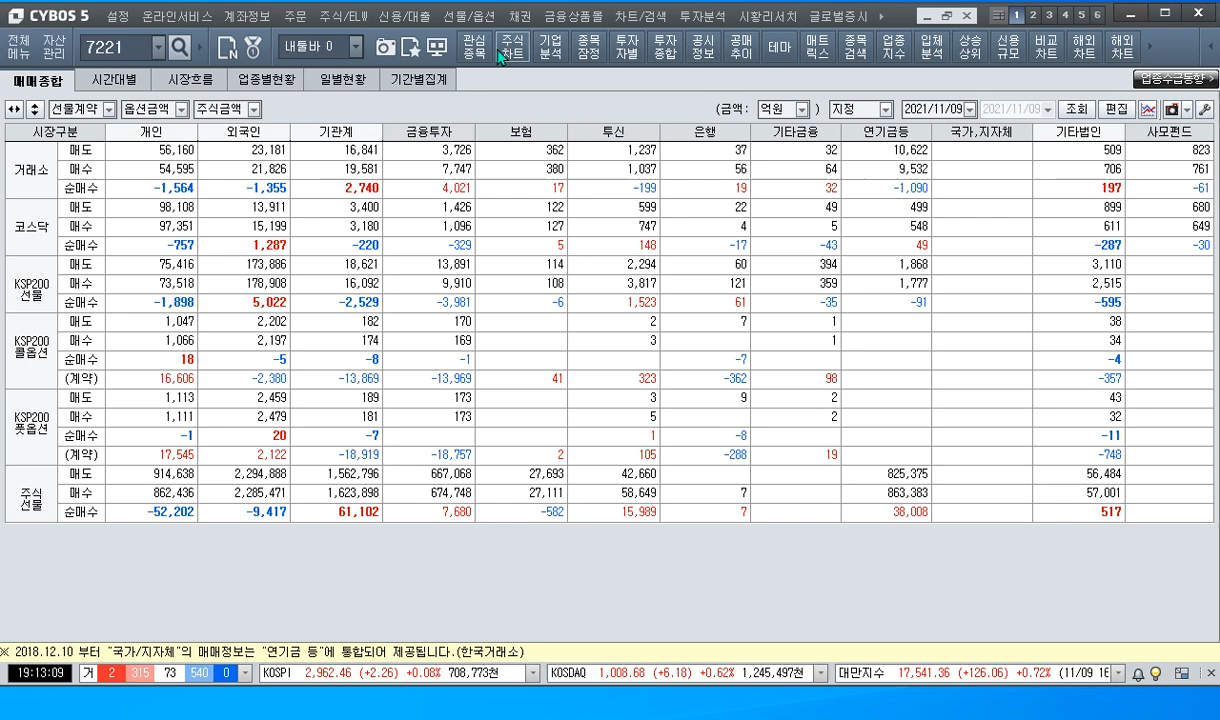 CYBOS 5 설정 온라인서비스 계좌정보 주문 주식/ELW 신용/대출 선물/옵션 채권 금융상품몰 차트/검색 투자분석 시황리서치 글로벌증시 1 2 3 4 5 6
전체메뉴 자산관리 7221 내툴바 0 관심종목 주식차트 기업분석 종목잠정 투자자별 투자종합 공시정보 공매추이 테마 매트릭스 종목검색 업종지수 입체분석 상승상위 신용규모 비교차트 해외차트 해외차트
매매종합 시간대별 시장흐름 업종별현황 일별현황 기간별집계 업종수급동향 >
선물계약 옵션금액 주식금액 (금액: 억원 ) 지정 2021/11/09 2021/11/09 조회 편집
시장구분 개인 외국인 기관계 금융투자 보험 투신 은행 기타금융 연기금등 국가,지자체 기타법인 사모펀드
거래소
매도 56,160 23,181 16,841 3,726 362 1,237 37 32 10,622 509 823
매수 54,595 21,826 19,581 7,747 380 1,037 56 64 9,532 706 761
순매수 -1,564 -1,355 2,740 4,021 17 -199 19 32 -1,090 197 -61
코스닥
매도 98,108 13,911 3,400 1,426 122 599 22 49 499 899 680
매수 97,351 15,199 3,180 1,096 127 747 4 5 548 611 649
순매수 -757 1,287 -220 -329 5 148 -17 -43 49 -287 -30
KSP200
선물
매도 75,416 173,886 18,621 13,891 114 2,294 60 394 1,868 3,110
매수 73,518 178,908 16,092 9,910 108 3,817 121 359 1,777 2,515
순매수 -1,898 5,022 -2,529 -3,981 -6 1,523 61 -35 -91 -595
KSP200
콜옵션
매도 1,047 2,202 182 170 2 7 1 38
매수 1,066 2,197 174 169 3 1 34
순매수 18 -5 -8 -1 -7 -4
(계약) 16,606 -2,380 -13,869 -13,969 41 323 -362 98 -357
KSP200
풋옵션
매도 1,113 2,459 189 173 3 9 2 43
매수 1,111 2,479 181 173 5 2 32
순매수 -1 20 -7 1 -8 -11
(계약) 17,545 2,122 -18,919 -18,757 2 105 -288 19 -748
주식
선물
매도 914,638 2,294,888 1,562,796 667,068 27,693 42,660 825,375 56,484
매수 862,436 2,285,471 1,623,898 674,748 27,111 58,649 7 863,383 57,001
순매수 -52,202 -9,417 61,102 7,680 -582 15,989 7 38,008 517
※ 2018.12.10 부터 "국가/지자체"의 매매정보는 "연기금 등"에 통합되어 제공됩니다.(한국거래소)
19:13:09 거 2 315 73 540 0 KOSPI 2,962.46 (+2.26) +0.08% 708,773천 KOSDAQ 1,008.68 (+6.18) +0.62% 1,245,497천 대만지수 17,541.36 (+126.06) +0.72% (11/09 16